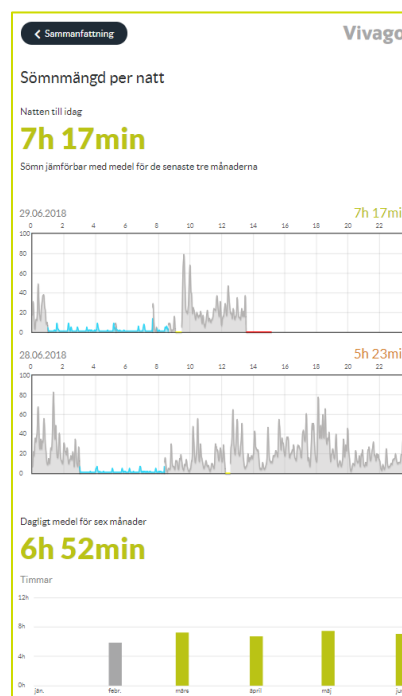 Sammanfattning
Vivago
Sömnmängd per natt
Natten till idag
7h 17min
Sömn jämförbar med medel för de senaste tre månaderna
29.06.2018 7h 17mi
0 2 4 6 8 10 12 14 16 18 20 22
100
80
60
40
20
0
28.06.2018 5h 23mi
0 2 4 6 8 10 12 14 16 18 20 22
100
80
60
40
20
0
Dagligt medel för sex månader
6h 52min
Timmar
12h
8h
4h
0h
jan. febr. mars april maj ju